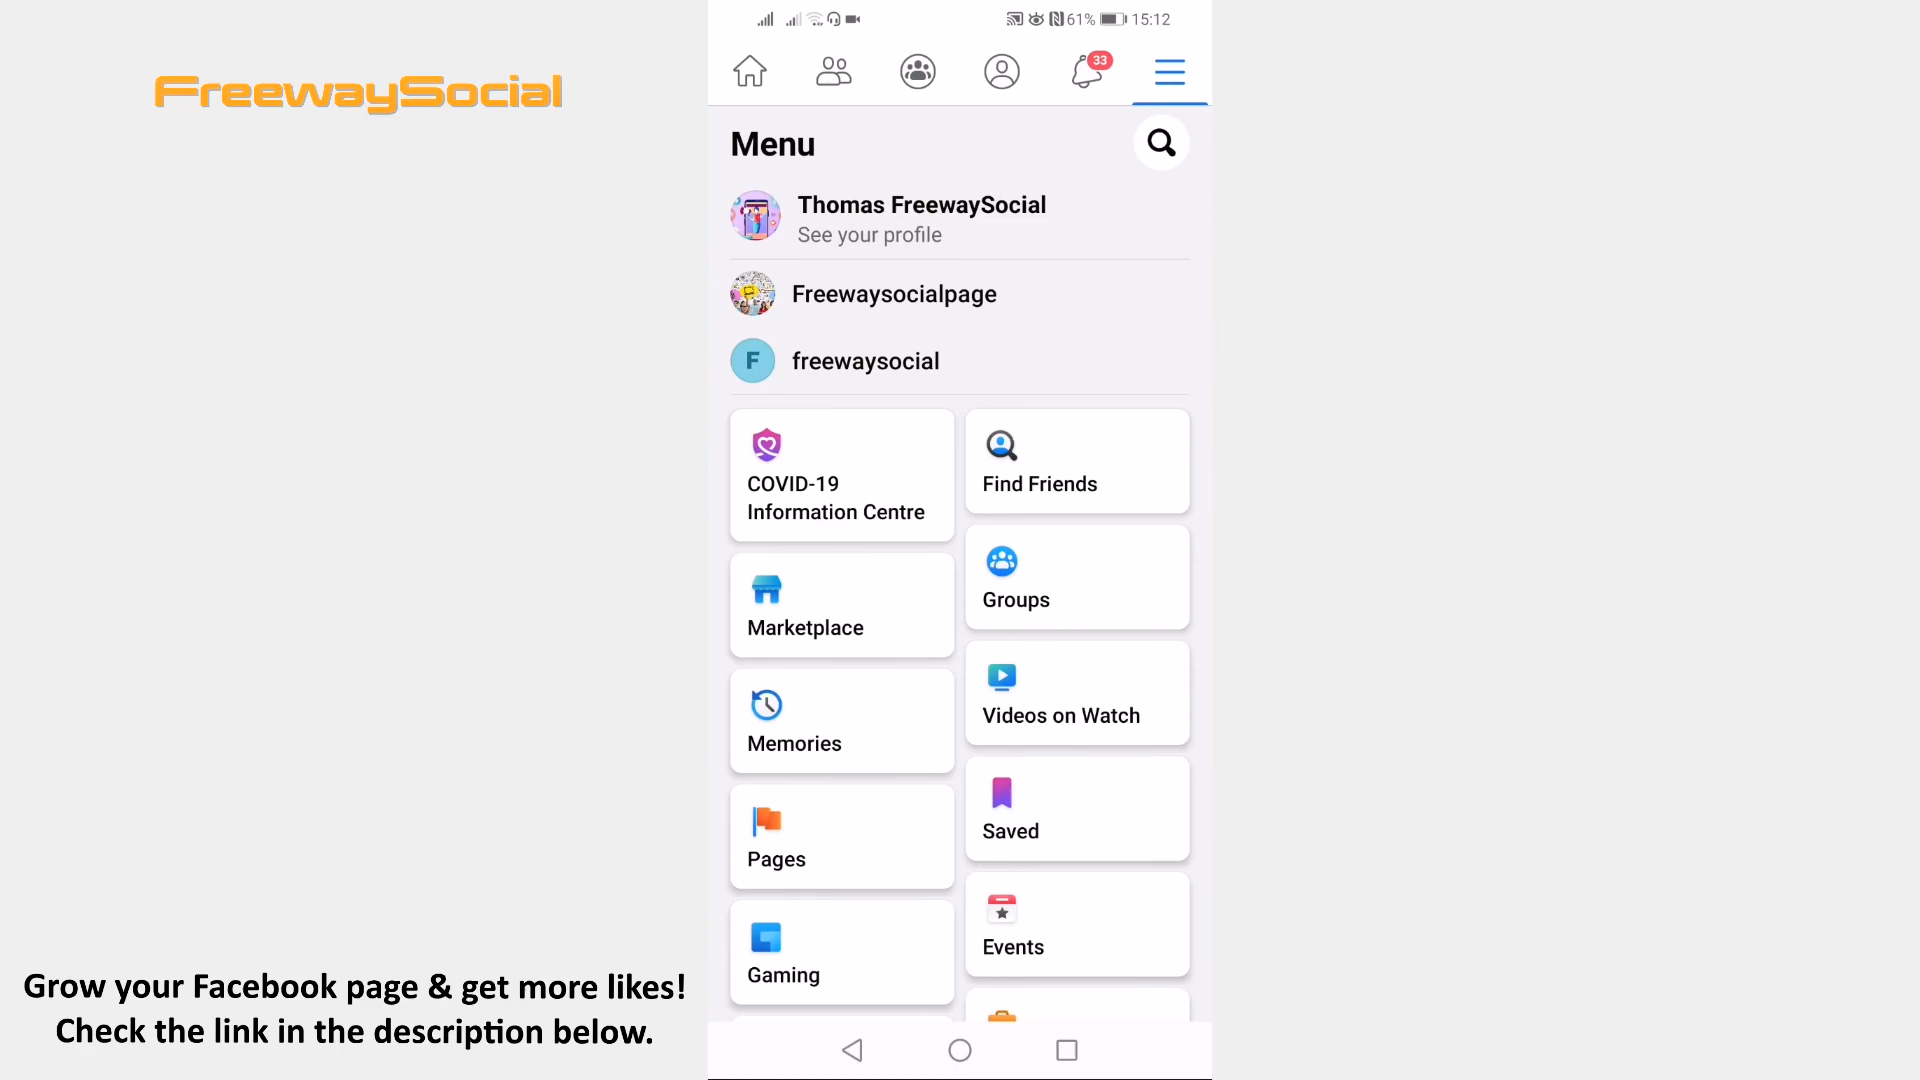 FreewaySocial
61% 15:12
33
Menu
Thomas FreewaySocial
See your profile
Freewaysocialpage
F freewaysocial
COVID-19
Information Centre
Find Friends
Groups
Marketplace
Videos on Watch
Memories
Saved
Pages
Events
Gaming
Grow your Facebook page & get more likes!
Check the link in the description below.